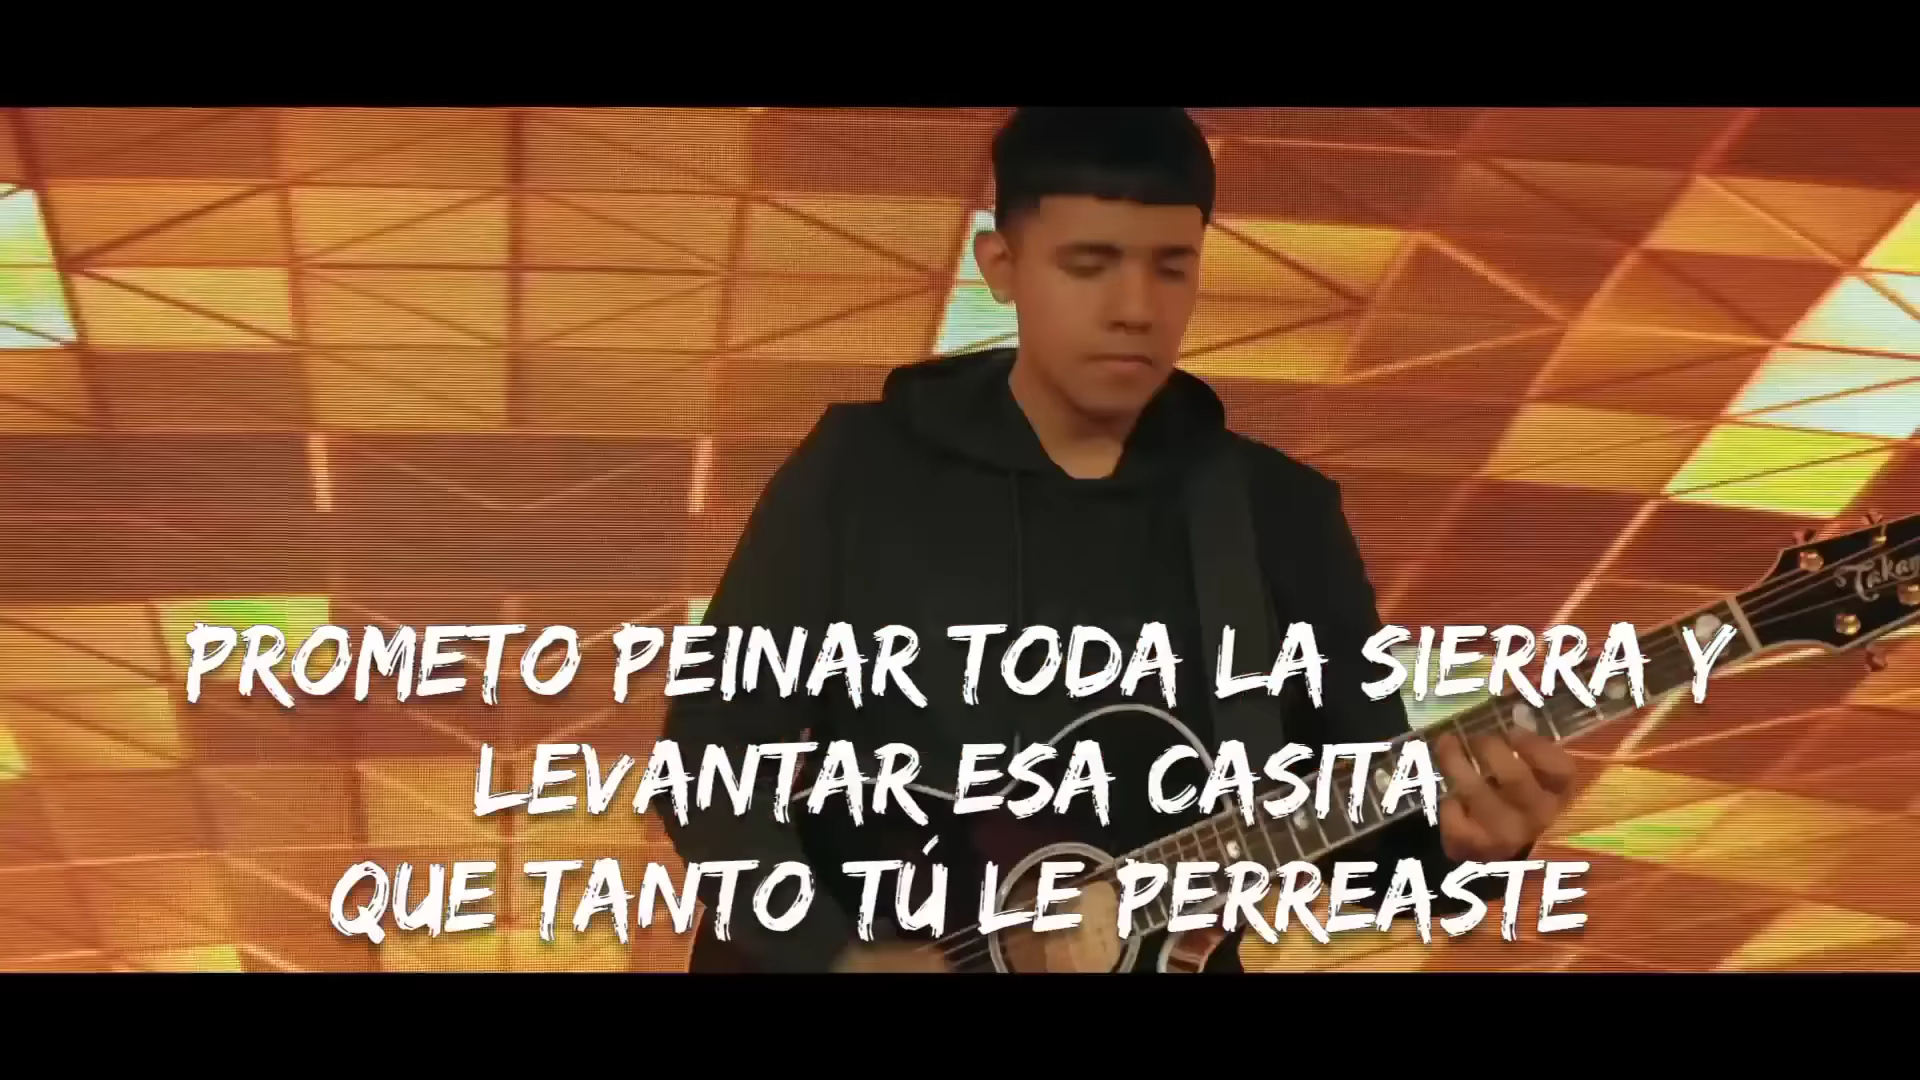 PROMETO PEINAR TODA LA SIERRA Y
LEVANTAR ESA CASITA
QUE TANTO TÚ LE PERREASTE